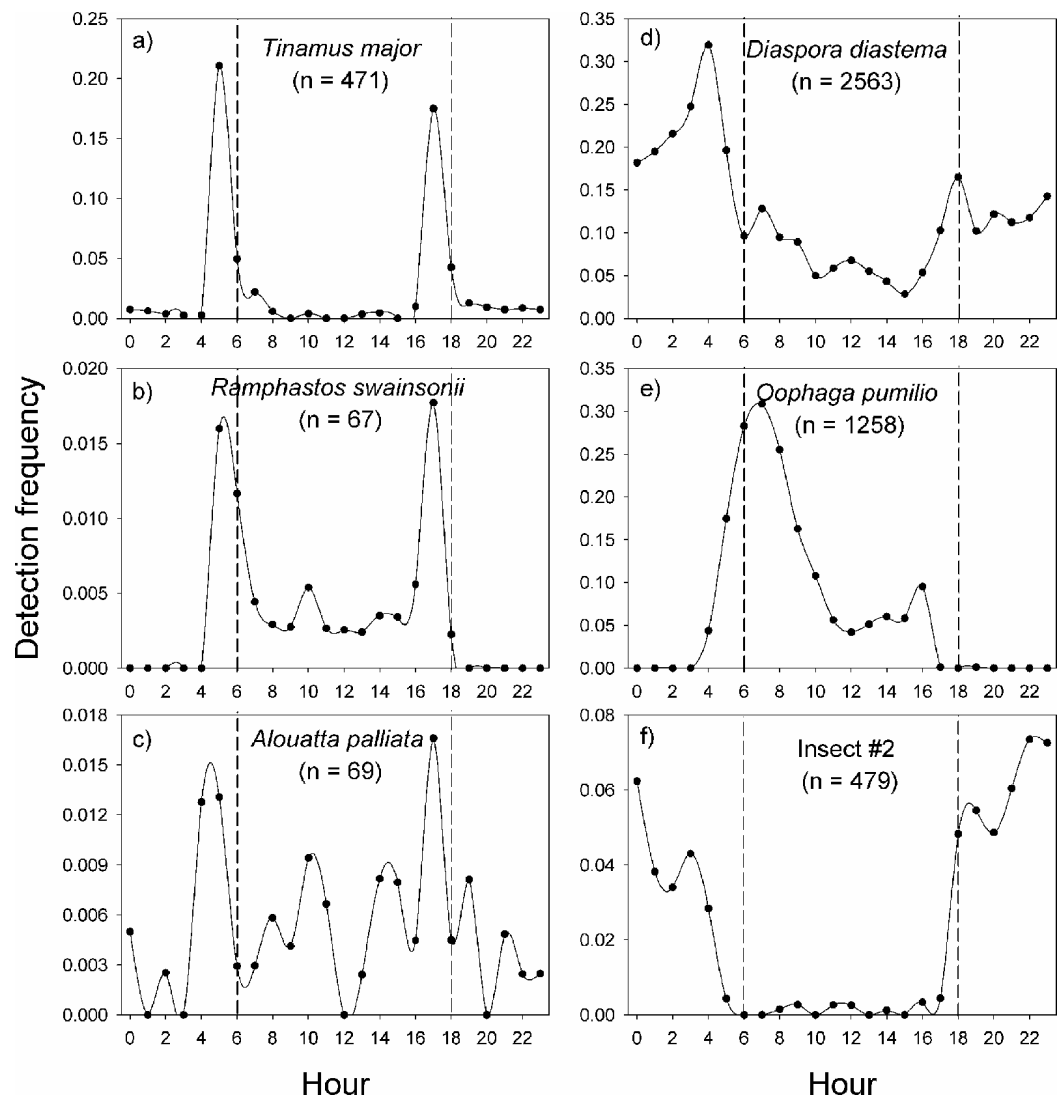 a)
Tinamus major
(n = 471)
0.25
0.20
0.15
0.10
0.05
0.00
0 2 4 6 8 10 12 14 16 18 20 22
d)
Diaspora diastema
(n = 2563)
0.35
0.30
0.25
0.20
0.15
0.10
0.05
0.00
0 2 4 6 8 10 12 14 16 18 20 22
b)
Ramphastos swainsonii
(n = 67)
0.020
0.015
0.010
0.005
0.000
0 2 4 6 8 10 12 14 16 18 20 22
e)
Oophaga pumilio
(n = 1258)
0.35
0.30
0.25
0.20
0.15
0.10
0.05
0.00
0 2 4 6 8 10 12 14 16 18 20 22
c)
Alouatta palliata
(n = 69)
0.018
0.015
0.012
0.009
0.006
0.003
0.000
0 2 4 6 8 10 12 14 16 18 20 22
f)
Insect #2
(n = 479)
0.08
0.06
0.04
0.02
0.00
0 2 4 6 8 10 12 14 16 18 20 22
Detection frequency
Hour
Hour